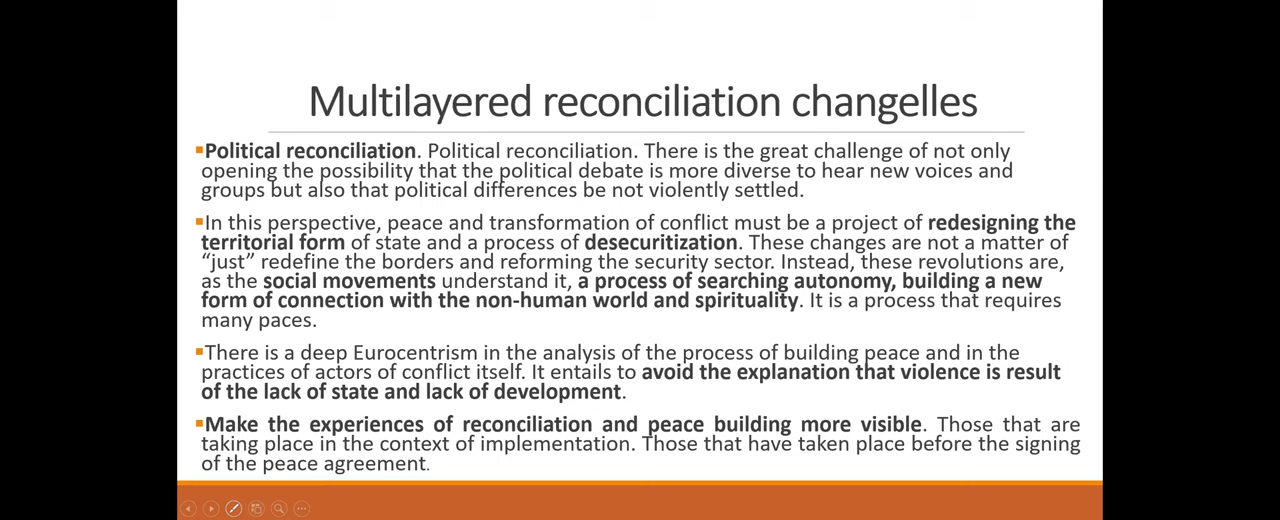 Multilayered reconciliation changelles
▪Political reconciliation. Political reconciliation. There is the great challenge of not only
opening the possibility that the political debate is more diverse to hear new voices and
groups but also that political differences be not violently settled.
▪In this perspective, peace and transformation of conflict must be a project of redesigning the
territorial form of state and a process of desecuritization. These changes are not a matter of
“just” redefine the borders and reforming the security sector. Instead, these revolutions are,
as the social movements understand it, a process of searching autonomy, building a new
form of connection with the non-human world and spirituality. It is a process that requires
many paces.
▪There is a deep Eurocentrism in the analysis of the process of building peace and in the
practices of actors of conflict itself. It entails to avoid the explanation that violence is result
of the lack of state and lack of development.
▪Make the experiences of reconciliation and peace building more visible. Those that are
taking place in the context of implementation. Those that have taken place before the signing
of the peace agreement.